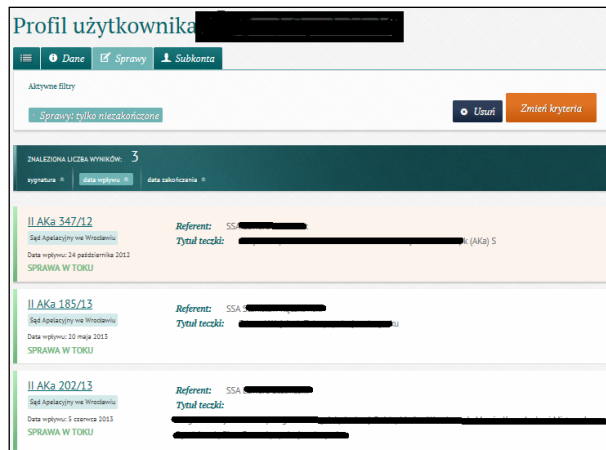 Profil użytkownika
Dane Sprawy Subkonta
Aktywne filtry
Sprawy: tylko niezakończone
Usuń Zmień kryteria
ZNALEZIONA LICZBA WYNIKÓW: 3
sygnatura data wpływu data zakończenia
II AKa 347/12 Referent: SSA
Sąd Apelacyjny we Wrocławiu Tytuł teczki: (AKa) S
Data wpływu: 24 października 2012
SPRAWA W TOKU
II AKa 185/13 Referent: SSA
Sąd Apelacyjny we Wrocławiu Tytuł teczki:
Data wpływu: 20 maja 2013
SPRAWA W TOKU
II AKa 202/13 Referent: SSA
Sąd Apelacyjny we Wrocławiu Tytuł teczki:
Data wpływu: 5 czerwca 2013
SPRAWA W TOKU